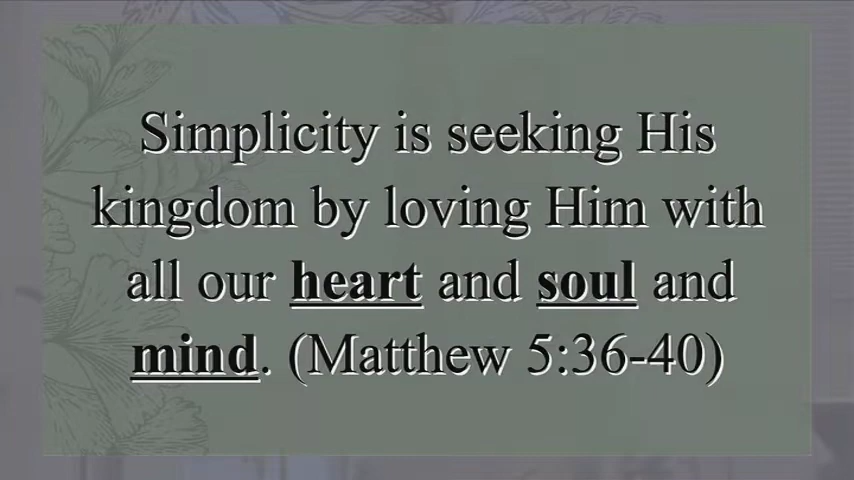 Simplicity is seeking His
kingdom by loving Him with
all our heart and soul and
mind. (Matthew 5:36-40)